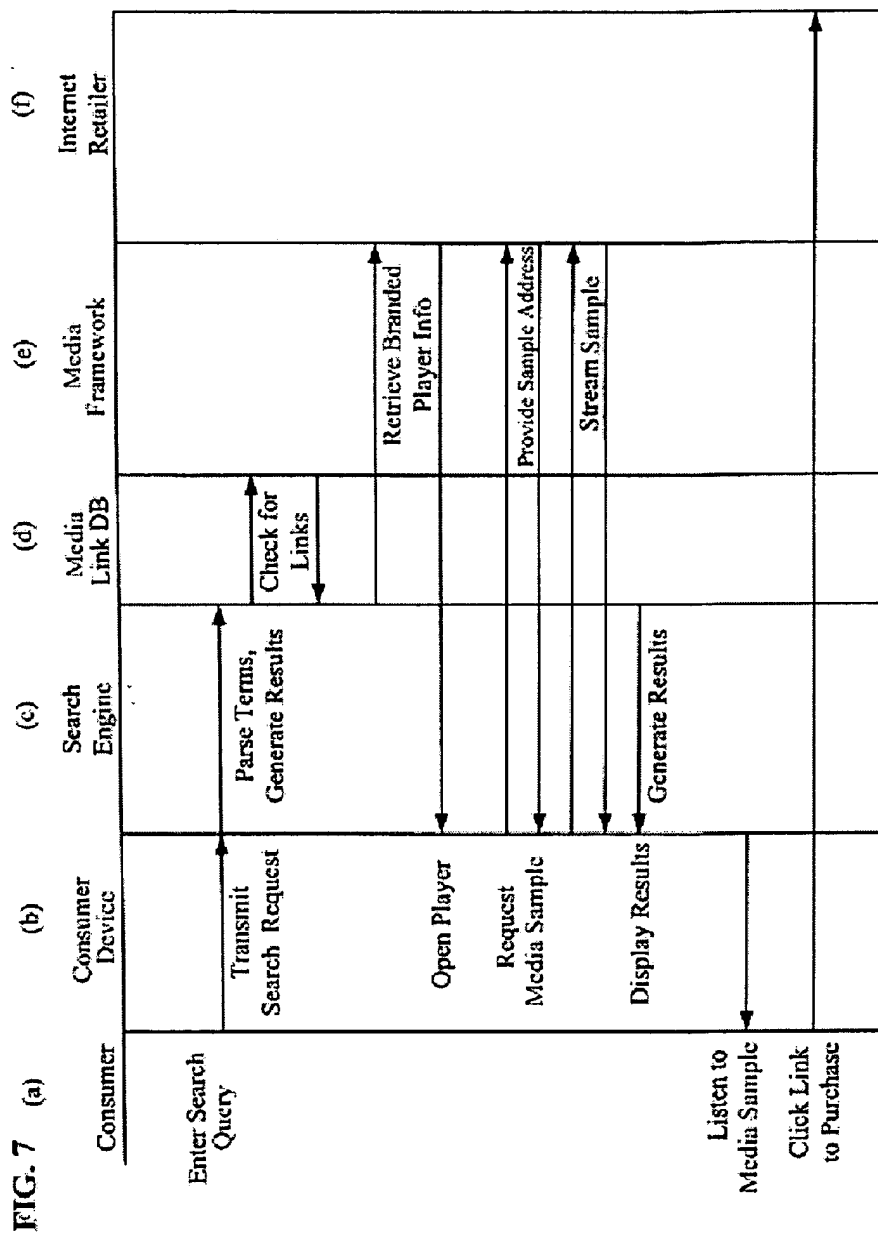 FIG. 7
(a)
(b)
(c)
(d)
(e)
(f)
Consumer
Consumer
Device
Search
Engine
Media
Link DB
Media
Framework
Internet
Retailer
Enter Search
Query
Transmit
Search Request
Parse Terms,
Generate Results
Check for
Links
Retrieve Branded
Player Info
Open Player
Request
Media Sample
Provide Sample Address
Stream Sample
Display Results
Generate Results
Listen to
Media Sample
Click Link
to Purchase